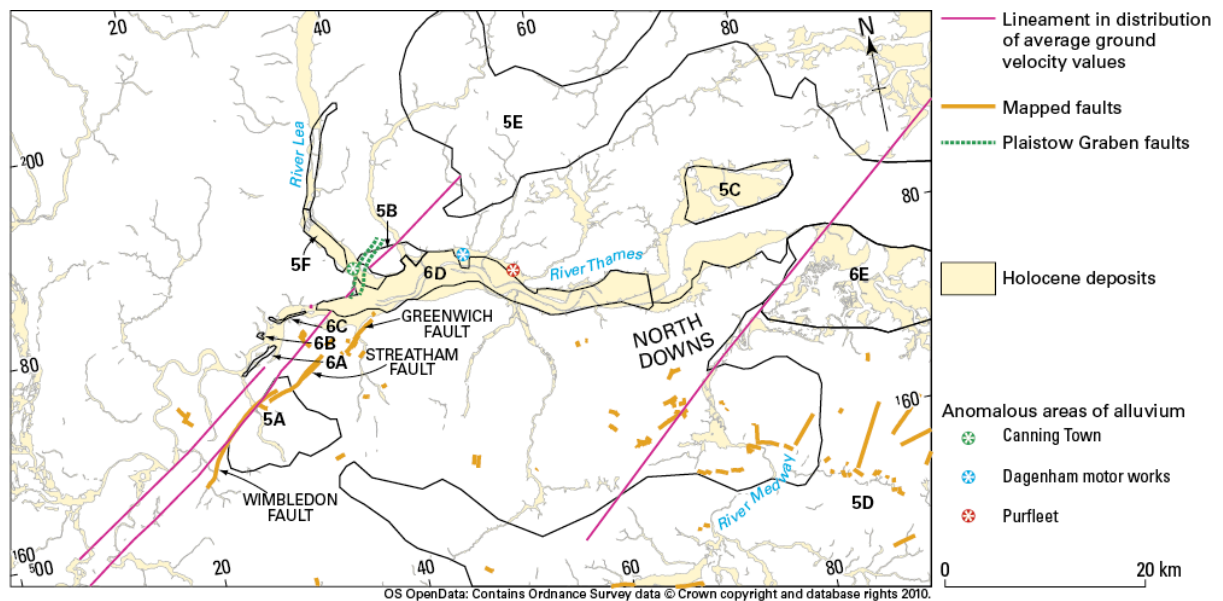 20
40
60
80
N
River Lea
200
5E
5C
80
5B
5F
6D
River Thames
6E
GREENWICH
FAULT
6C
6B
6A
STREATHAM
FAULT
NORTH
DOWNS
80
160
5A
WIMBLEDON
FAULT
River Medway
5D
160
500
20
40
60
80
OS OpenData: Contains Ordnance Survey data © Crown copyright and database rights 2010.
Lineament in distribution
of average ground
velocity values
Mapped faults
Plaistow Graben faults
Holocene deposits
Anomalous areas of alluvium
Canning Town
Dagenham motor works
Purfleet
0
20 km